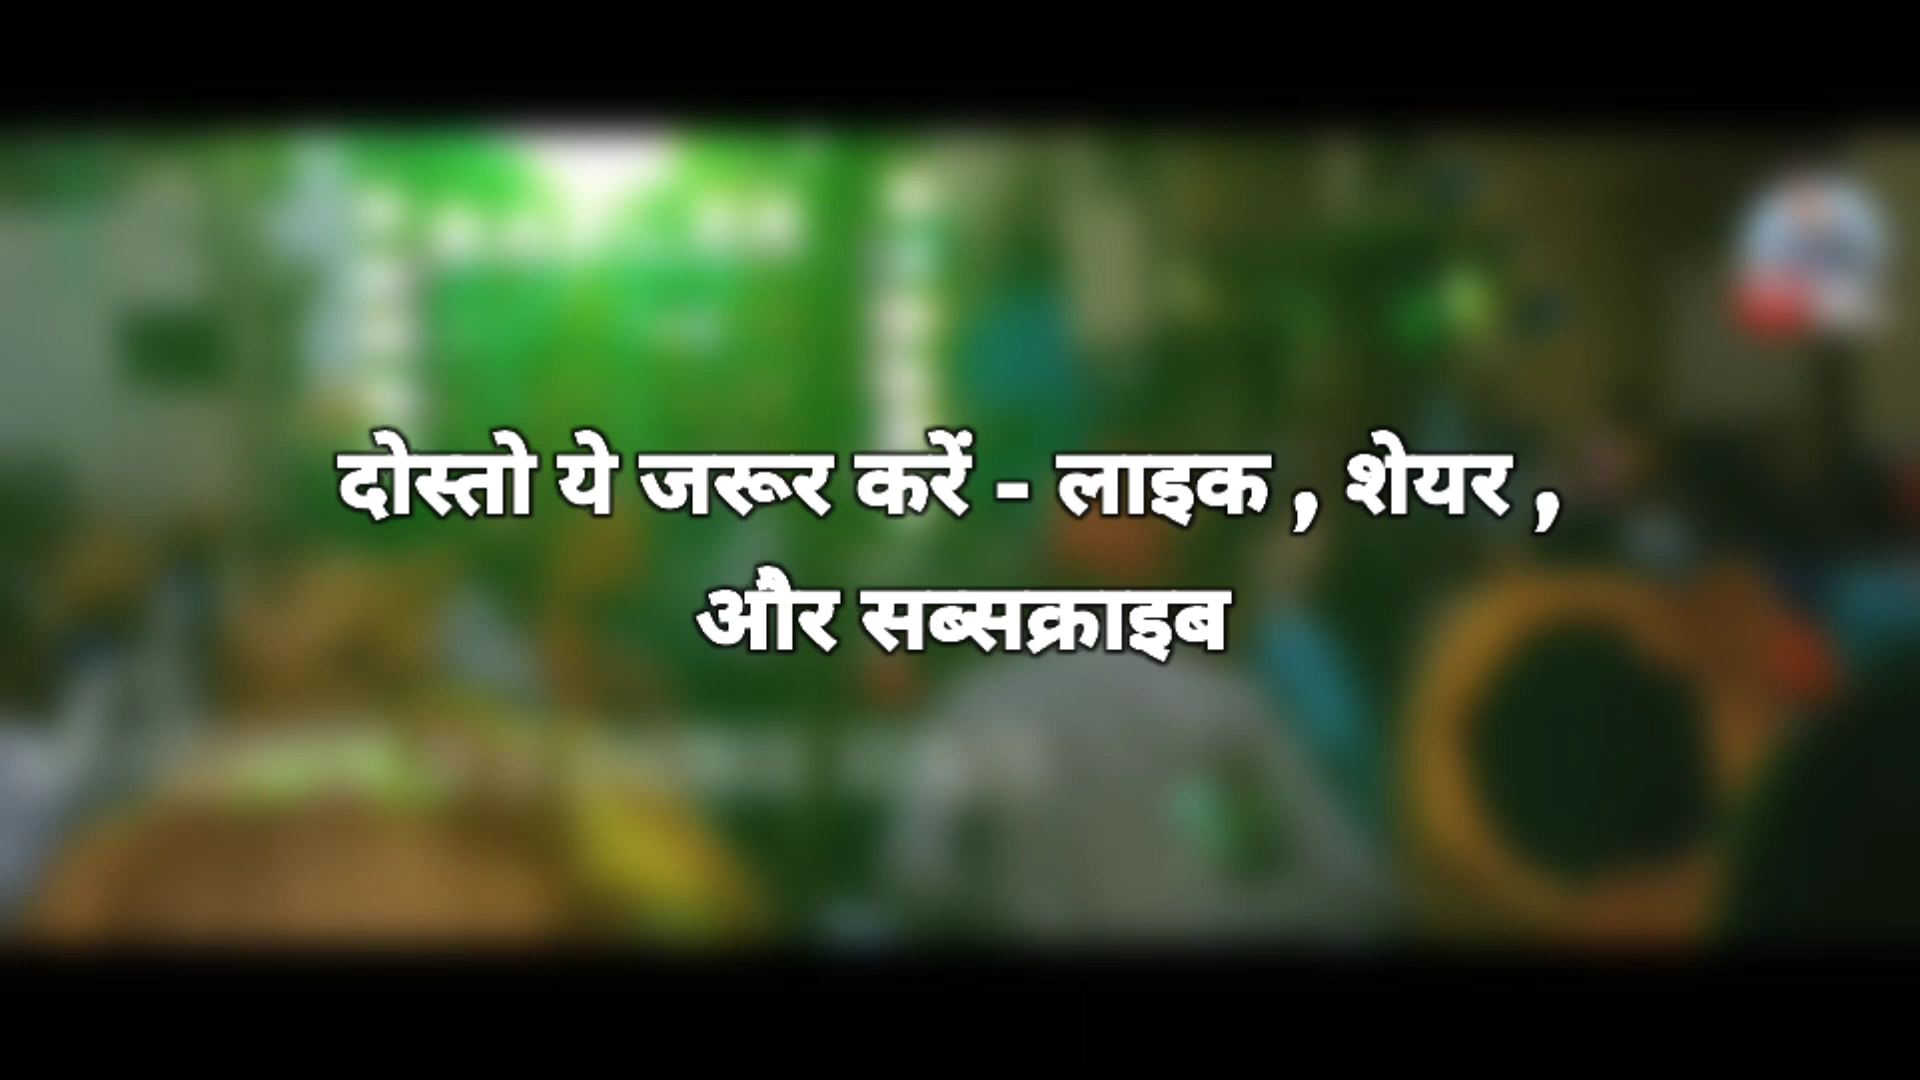 दोस्तो ये जरूर करें - लाइक , शेयर ,
और सब्सक्राइब